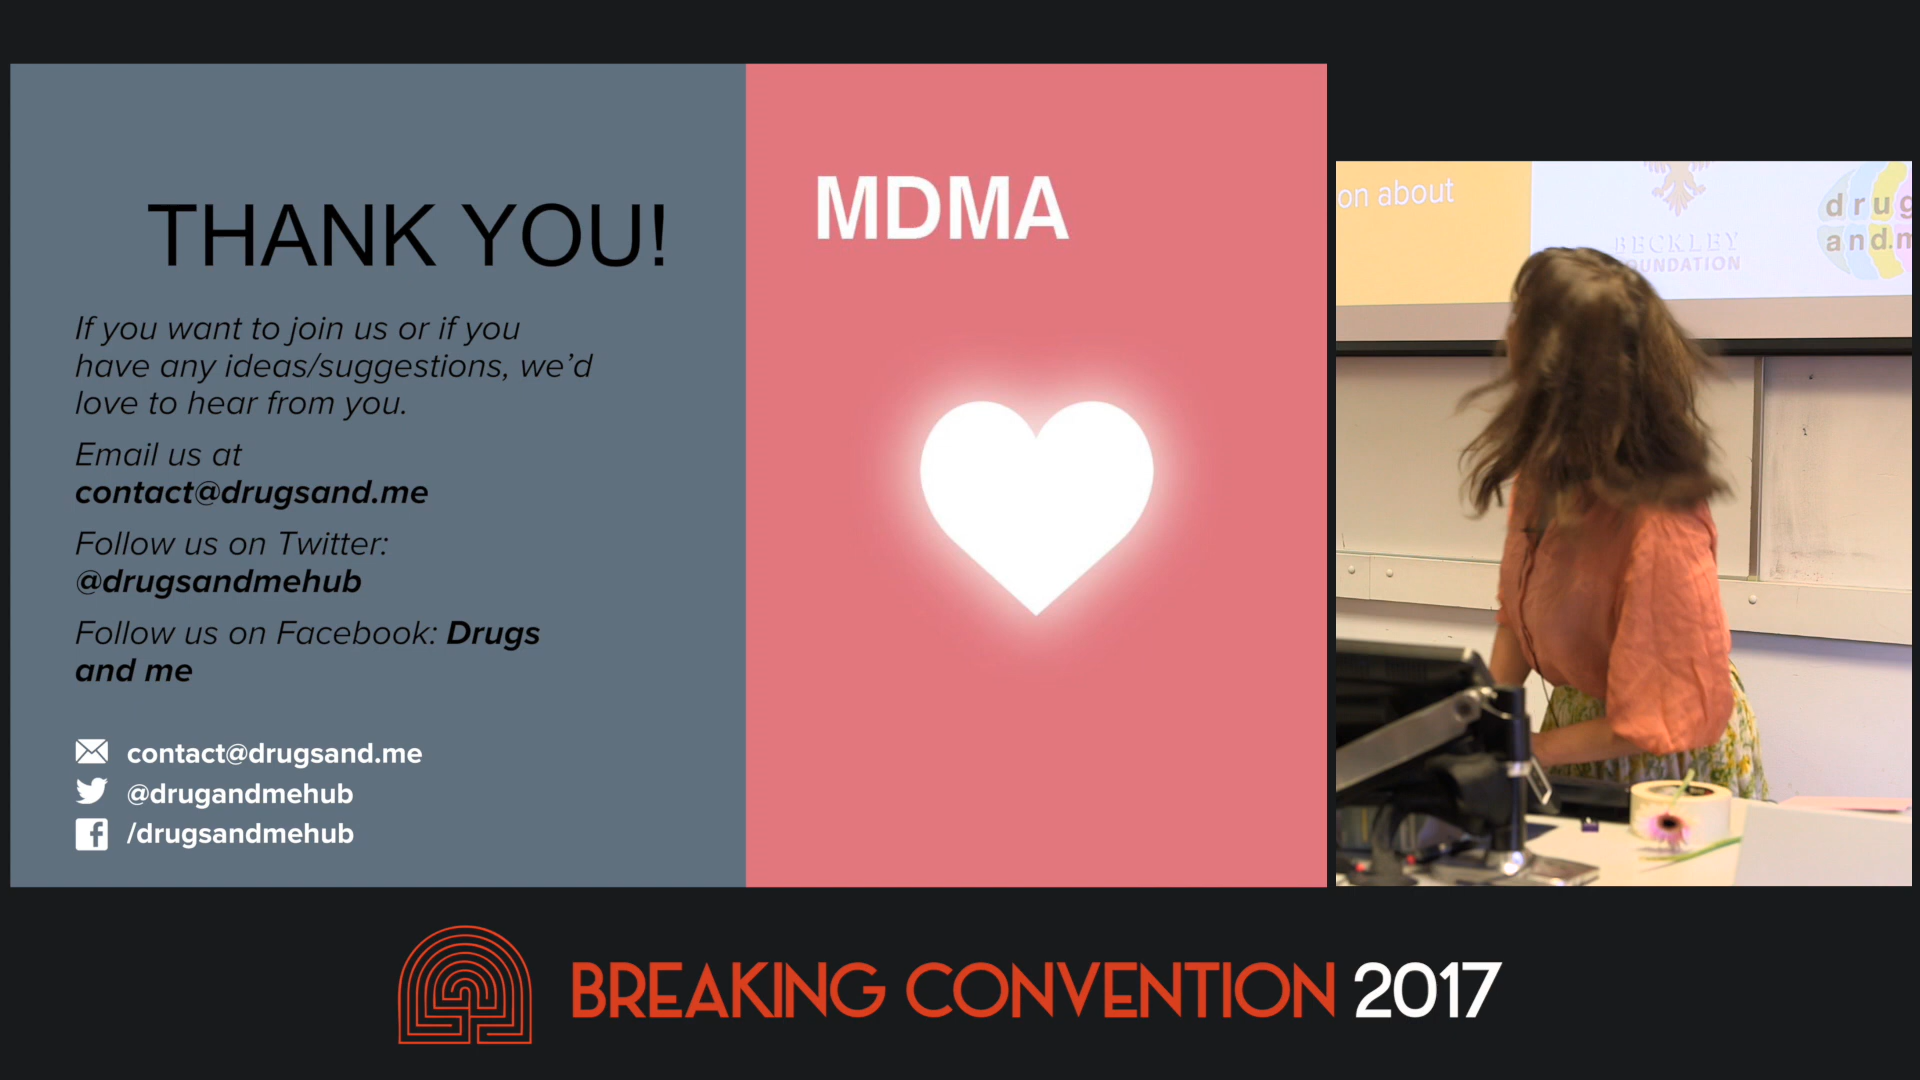 THANK YOU!
If you want to join us or if you
have any ideas/suggestions, we'd
love to hear from you.
Email us at
contact@drugsand.me
Follow us on Twitter:
@drugsandmehub
Follow us on Facebook: Drugs
and me
contact@drugsand.me
@drugandmehub
/drugsandmehub
MDMA
on about
BECKLEY
FOUNDATION
drug
and.m
BREAKING CONVENTION 2017